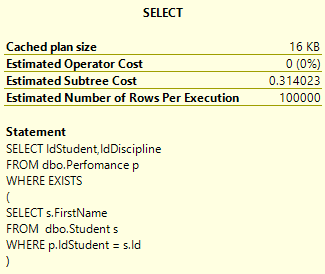 SELECT
Cached plan size 16 KB
Estimated Operator Cost 0 (0%)
Estimated Subtree Cost 0.314023
Estimated Number of Rows Per Execution 100000
Statement
SELECT IdStudent,IdDiscipline
FROM dbo.Perfomance p
WHERE EXISTS
(
SELECT s.FirstName
FROM dbo.Student s
WHERE p.IdStudent = s.Id
)